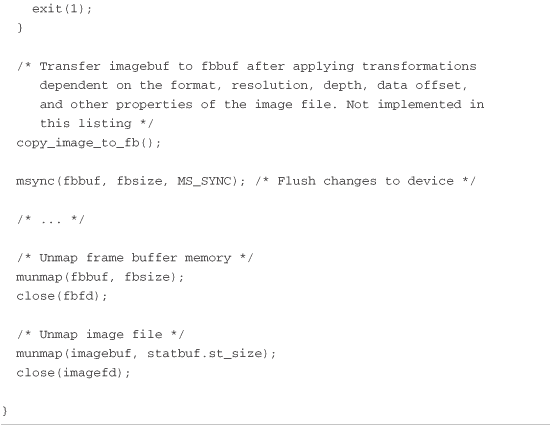 exit(1);
  }

  /* Transfer imagebuf to fbbuf after applying transformations
     dependent on the format, resolution, depth, data offset,
     and other properties of the image file. Not implemented in
     this listing */
  copy_image_to_fb();

  msync(fbbuf, fbsize, MS_SYNC); /* Flush changes to device */

  /* ... */

  /* Unmap frame buffer memory */
  munmap(fbbuf, fbsize);
  close(fbfd);

  /* Unmap image file */
  munmap(imagebuf, statbuf.st_size);
  close(imagefd);

}